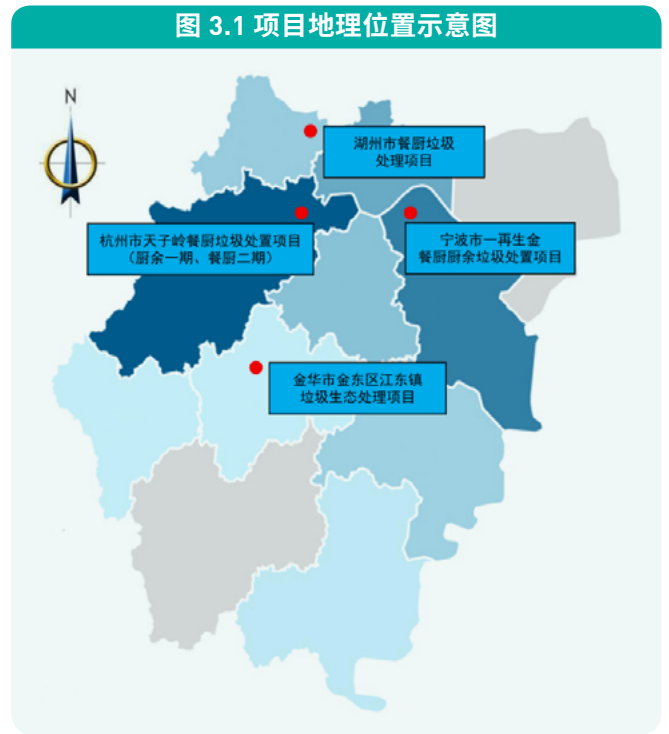 图 3.1 项目地理位置示意图
N
湖州市餐厨垃圾
处理项目
杭州市天子岭餐厨垃圾处置项目
（厨余一期、餐厨二期）
宁波市一再生金
餐厨厨余垃圾处置项目
金华市金东区江东镇
垃圾生态处理项目